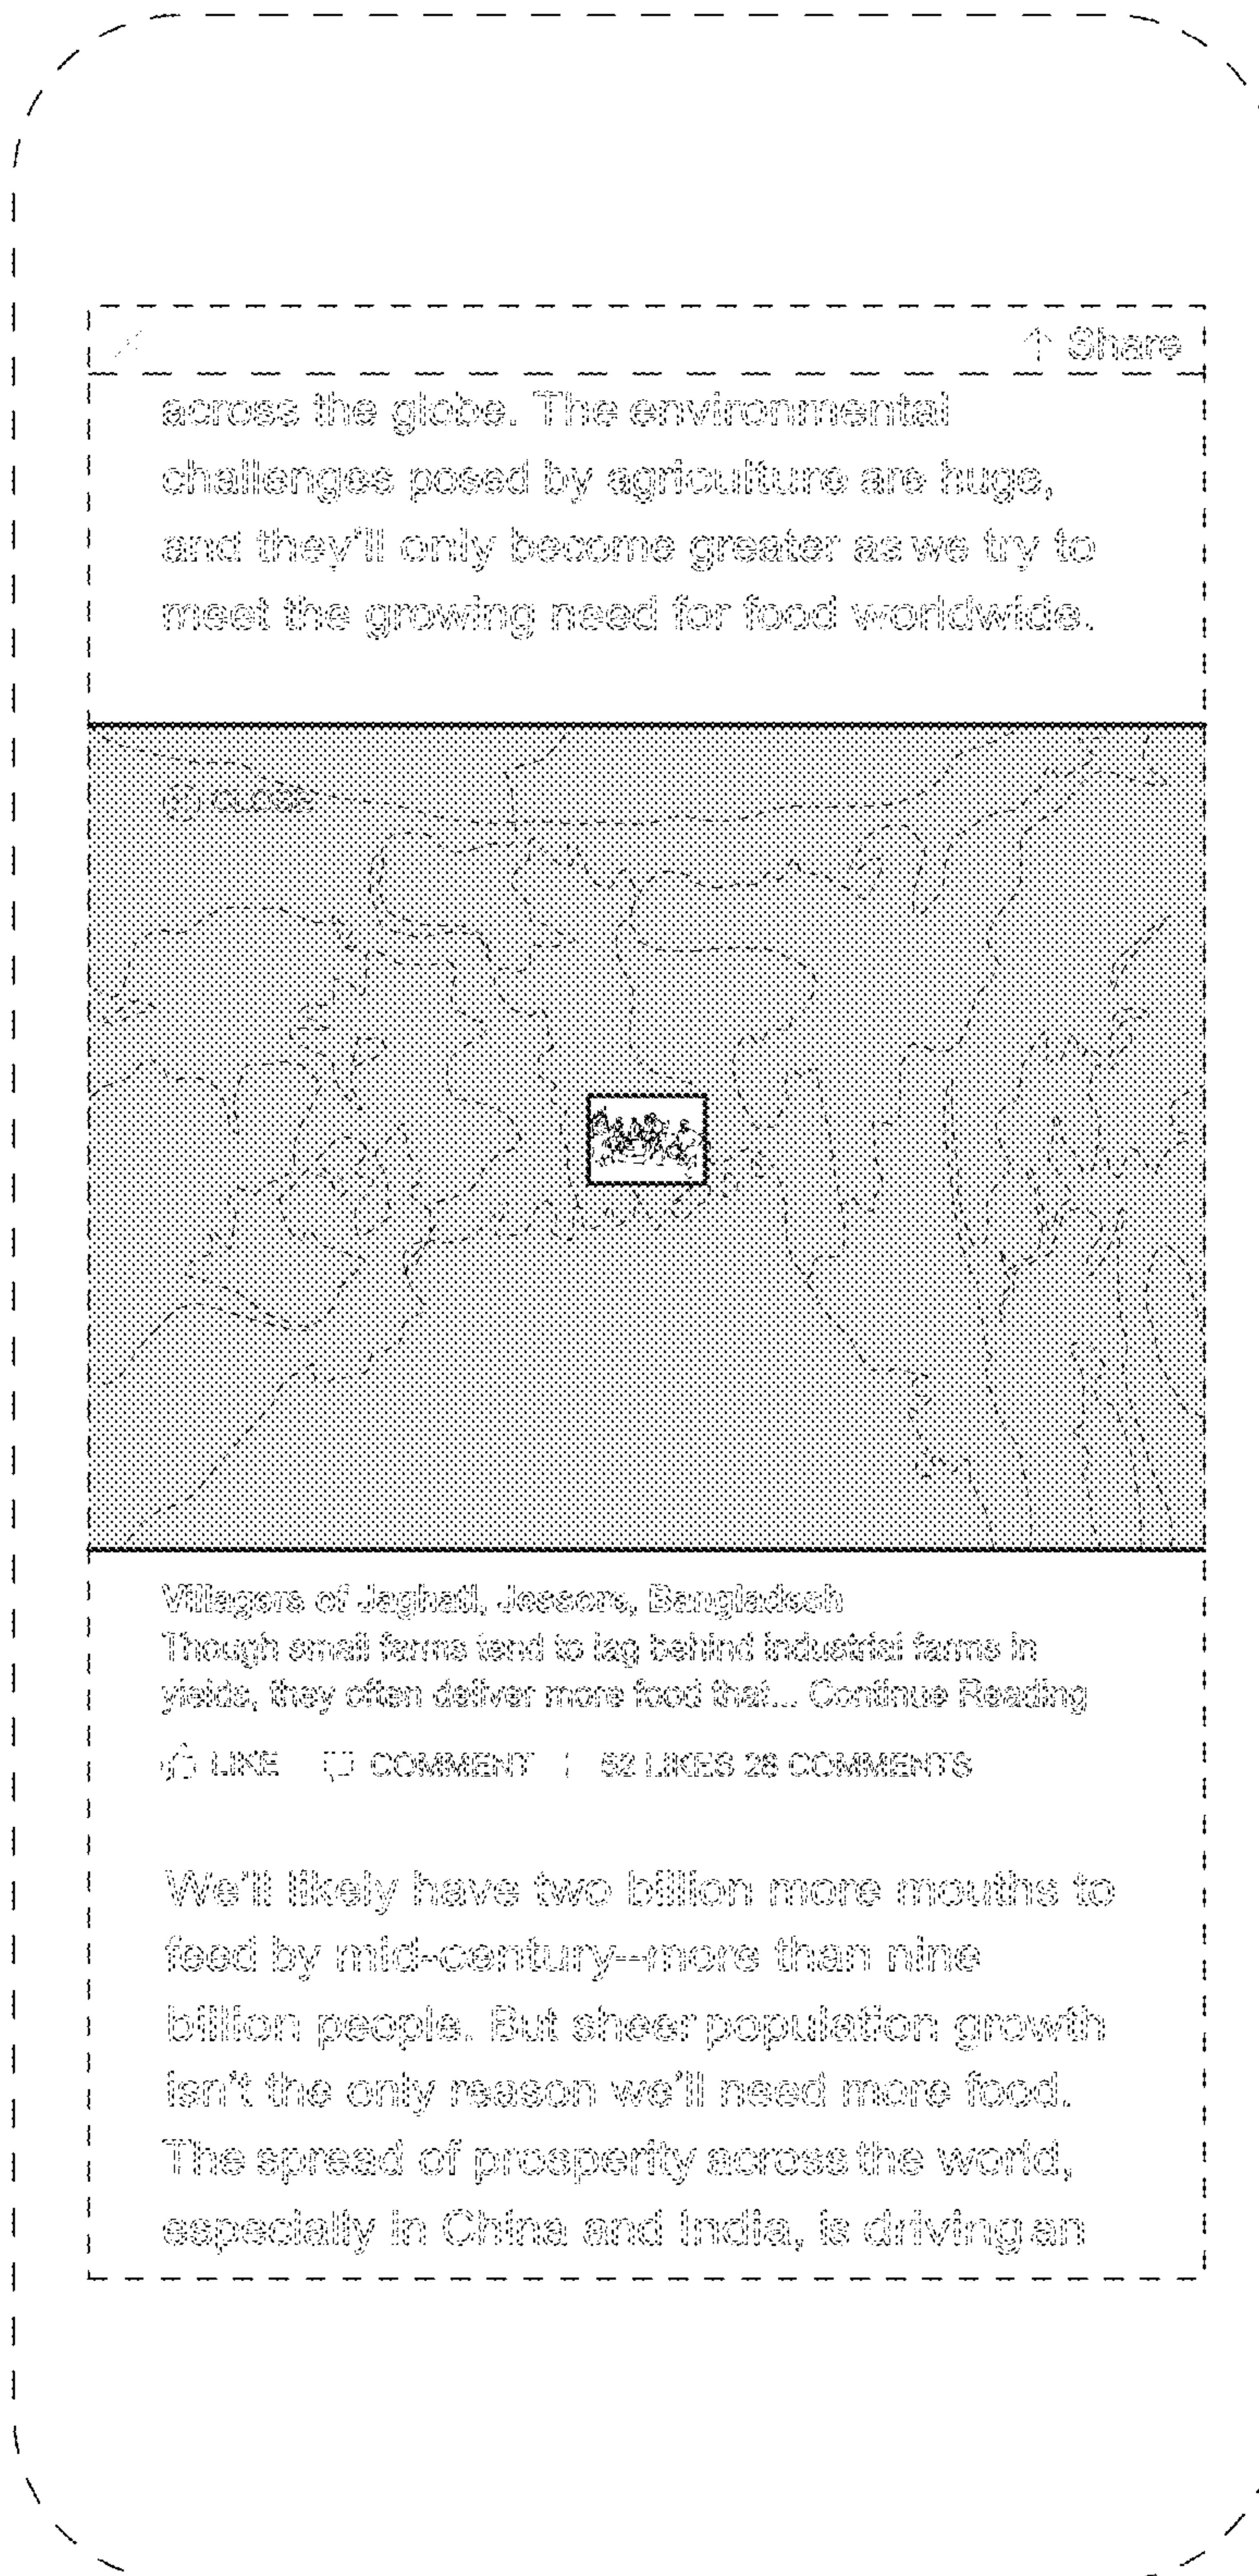 Share
across the globe. The environmental
challenges posed by agriculture are huge,
and they'll only become greater as we try to
meet the growing need for food worldwide.
CLOSE
Villagers of Jaghati, Jessore, Bangladesh
Though small farms tend to lag behind industrial farms in
yields, they often deliver more food that... Continue Reading
LIKE COMMENT 52 LIKES 28 COMMENTS
We'll likely have two billion more mouths to
feed by mid-century--more than nine
billion people. But sheer population growth
isn't the only reason we'll need more food.
The spread of prosperity across the world,
especially in China and India, is driving an